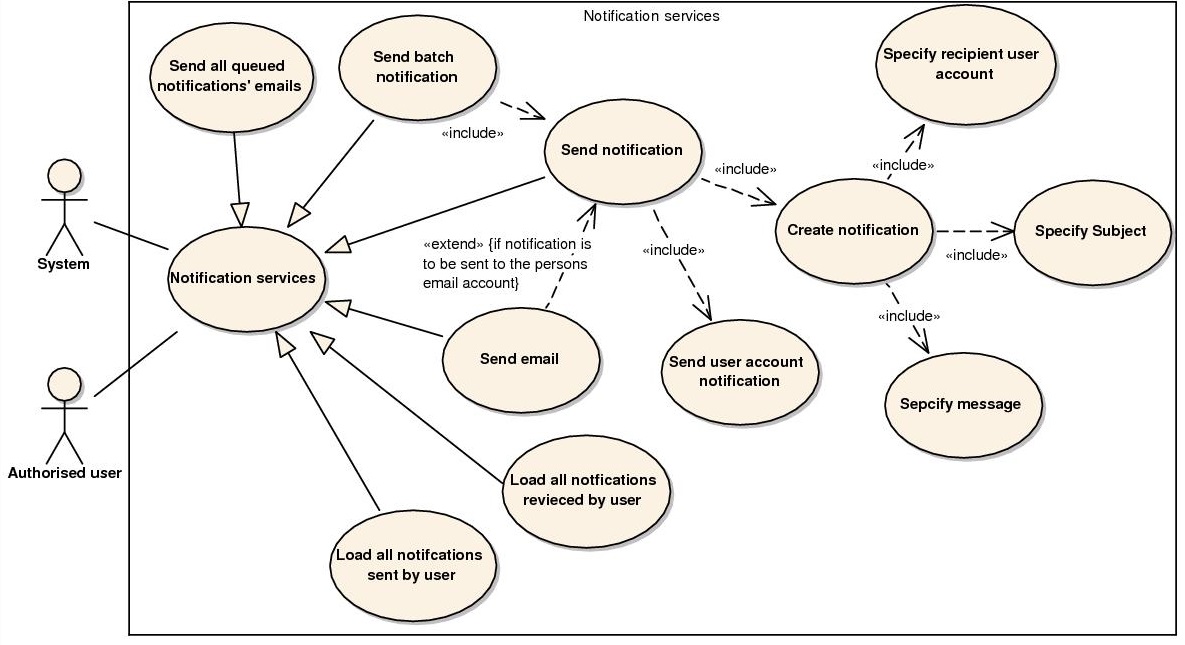 Notification services
Send all queued
notifications' emails
Send batch
notification
«include»
Send notification
«include»
Specify recipient user
account
«include»
Create notification
«include»
Specify Subject
«include»
Sepcify message
System
Notification services
«extend» {if notification is
to be sent to the persons
email account}
«include»
Send email
Send user account
notification
Authorised user
Load all notfications
revieced by user
Load all notifcations
sent by user